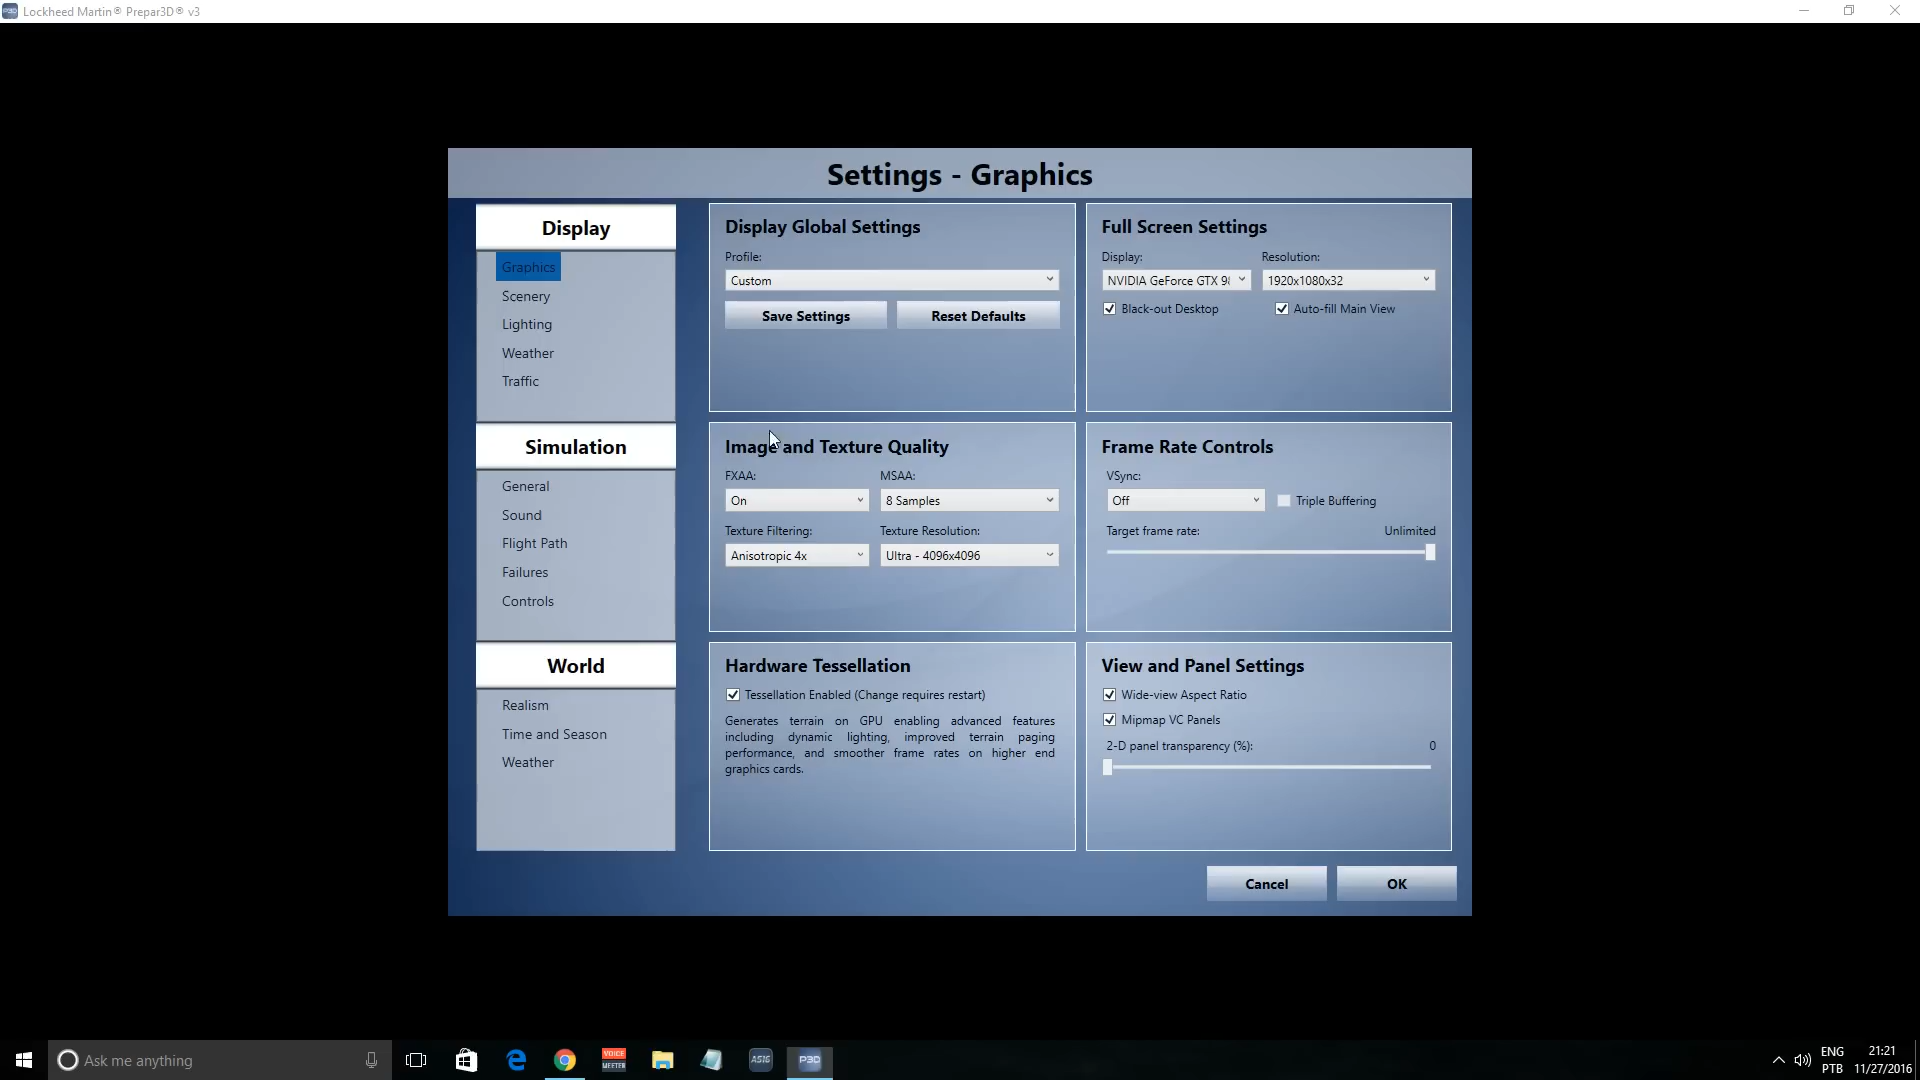 Lockheed Martin® Prepar3D® v3
Settings - Graphics
Display
Graphics
Scenery
Lighting
Weather
Traffic
Simulation
General
Sound
Flight Path
Failures
Controls
World
Realism
Time and Season
Weather
Display Global Settings
Profile:
Custom
Save Settings
Reset Defaults
Full Screen Settings
Display:
Resolution:
NVIDIA GeForce GTX 98
1920x1080x32
Black-out Desktop
Auto-fill Main View
Image and Texture Quality
FXAA:
MSAA:
On
8 Samples
Texture Filtering:
Texture Resolution:
Anisotropic 4x
Ultra - 4096x4096
Frame Rate Controls
VSync:
Off
Triple Buffering
Target frame rate:
Unlimited
Hardware Tessellation
Tessellation Enabled (Change requires restart)
Generates terrain on GPU enabling advanced features
including dynamic lighting, improved terrain paging
performance, and smoother frame rates on higher end
graphics cards.
View and Panel Settings
Wide-view Aspect Ratio
Mipmap VC Panels
2-D panel transparency (%):
0
Cancel
OK
Ask me anything
VOICE
MEETER
AS16
P3D
ENG
PTB
21:21
11/27/2016